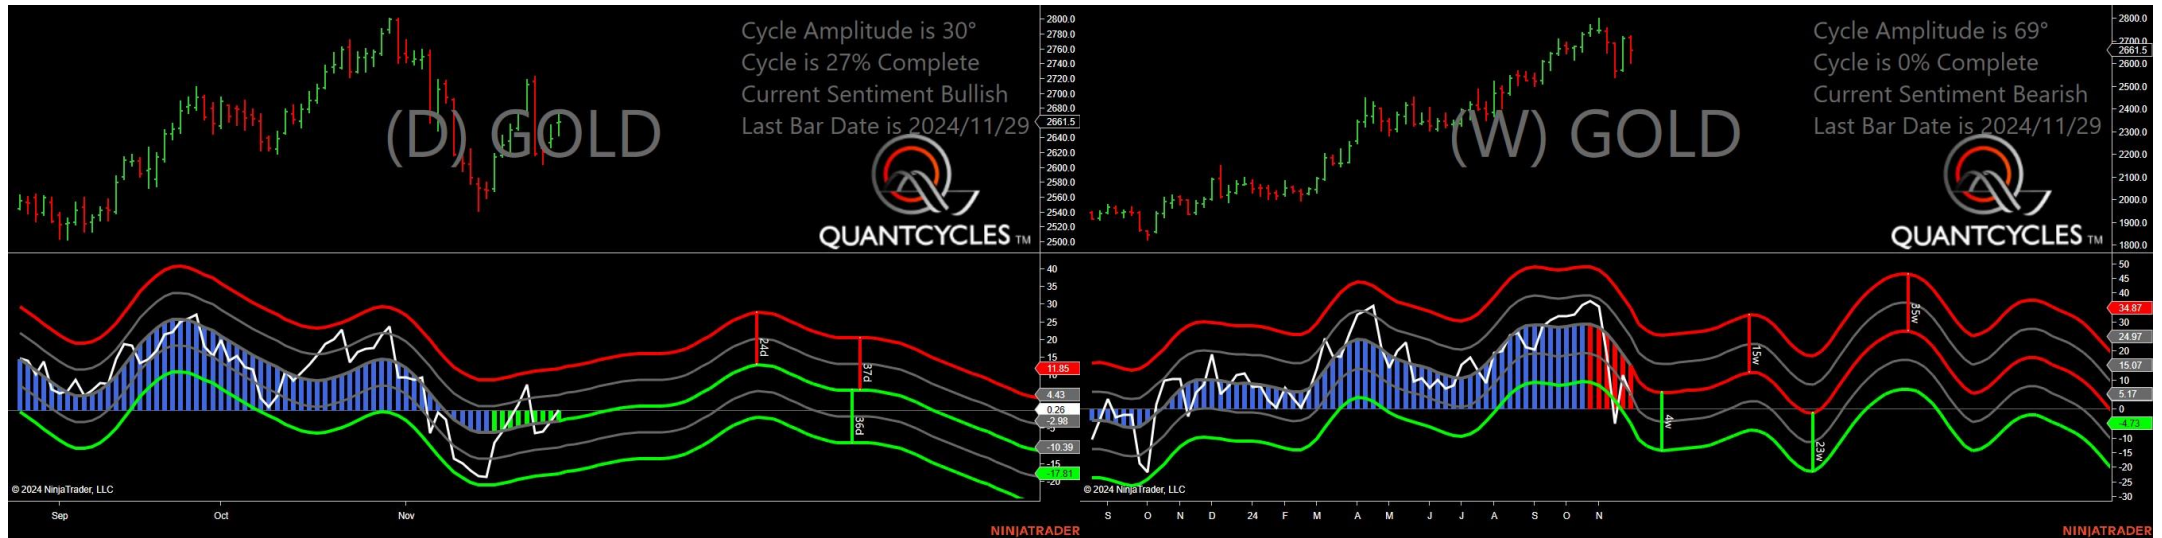 Cycle Amplitude is 30°
Cycle is 27% Complete
Current Sentiment Bullish
Last Bar Date is 2024/11/29
(D) GOLD
QUANTCYCLES TM
2800.0
2780.0
2760.0
2740.0
2720.0
2700.0
2680.0
2661.5
2640.0
2620.0
2600.0
2580.0
2560.0
2540.0
2520.0
2500.0
40
35
30
25
20
15
11.85
10
4.43
0.26
-2.98
-10.39
-15
-17.81
-20
24d
37d
36d
© 2024 NinjaTrader, LLC
Sep
Oct
Nov
NINJATRADER
Cycle Amplitude is 69°
Cycle is 0% Complete
Current Sentiment Bearish
Last Bar Date is 2024/11/29
(W) GOLD
QUANTCYCLES TM
2800.0
2700.0
2661.5
2600.0
2500.0
2400.0
2300.0
2200.0
2100.0
2000.0
1900.0
1800.0
50
40
34.87
30
24.97
20
15.07
10
5.17
0
-4.73
-10
-15
-20
-25
-30
4w
15w
23w
35w
© 2024 NinjaTrader, LLC
S
O
N
D
24
F
M
A
M
J
J
A
S
O
N
NINJATRADER